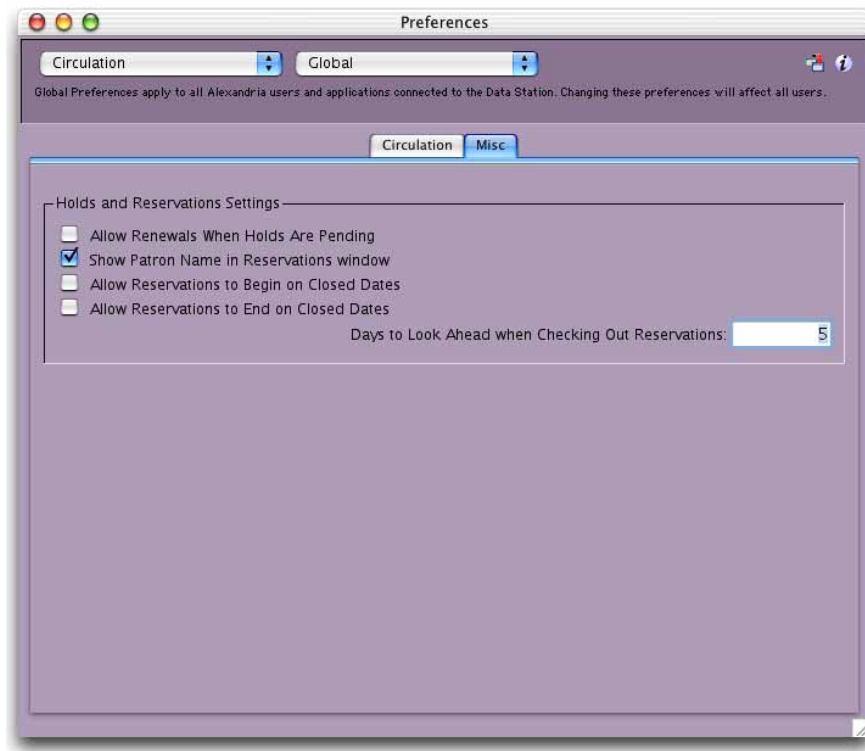 Preferences
Circulation
Global
Global Preferences apply to all Alexandria users and applications connected to the Data Station. Changing these preferences will affect all users.
Circulation
Misc
Holds and Reservations Settings
Allow Renewals When Holds Are Pending
Show Patron Name in Reservations window
Allow Reservations to Begin on Closed Dates
Allow Reservations to End on Closed Dates
Days to Look Ahead when Checking Out Reservations: 5